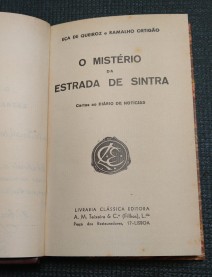 EÇA DE QUEIROZ e RAMALHO ORTIGÃO
O MISTÉRIO
DA
ESTRADA DE SINTRA
Cartas ao DIÁRIO DE NOTÍCIAS
LIVRARIA CLÁSSICA EDITORA
A. M. Teixeira & C.ª (Filhos), L.da
Praça dos Restauradores, 17-LISBOA